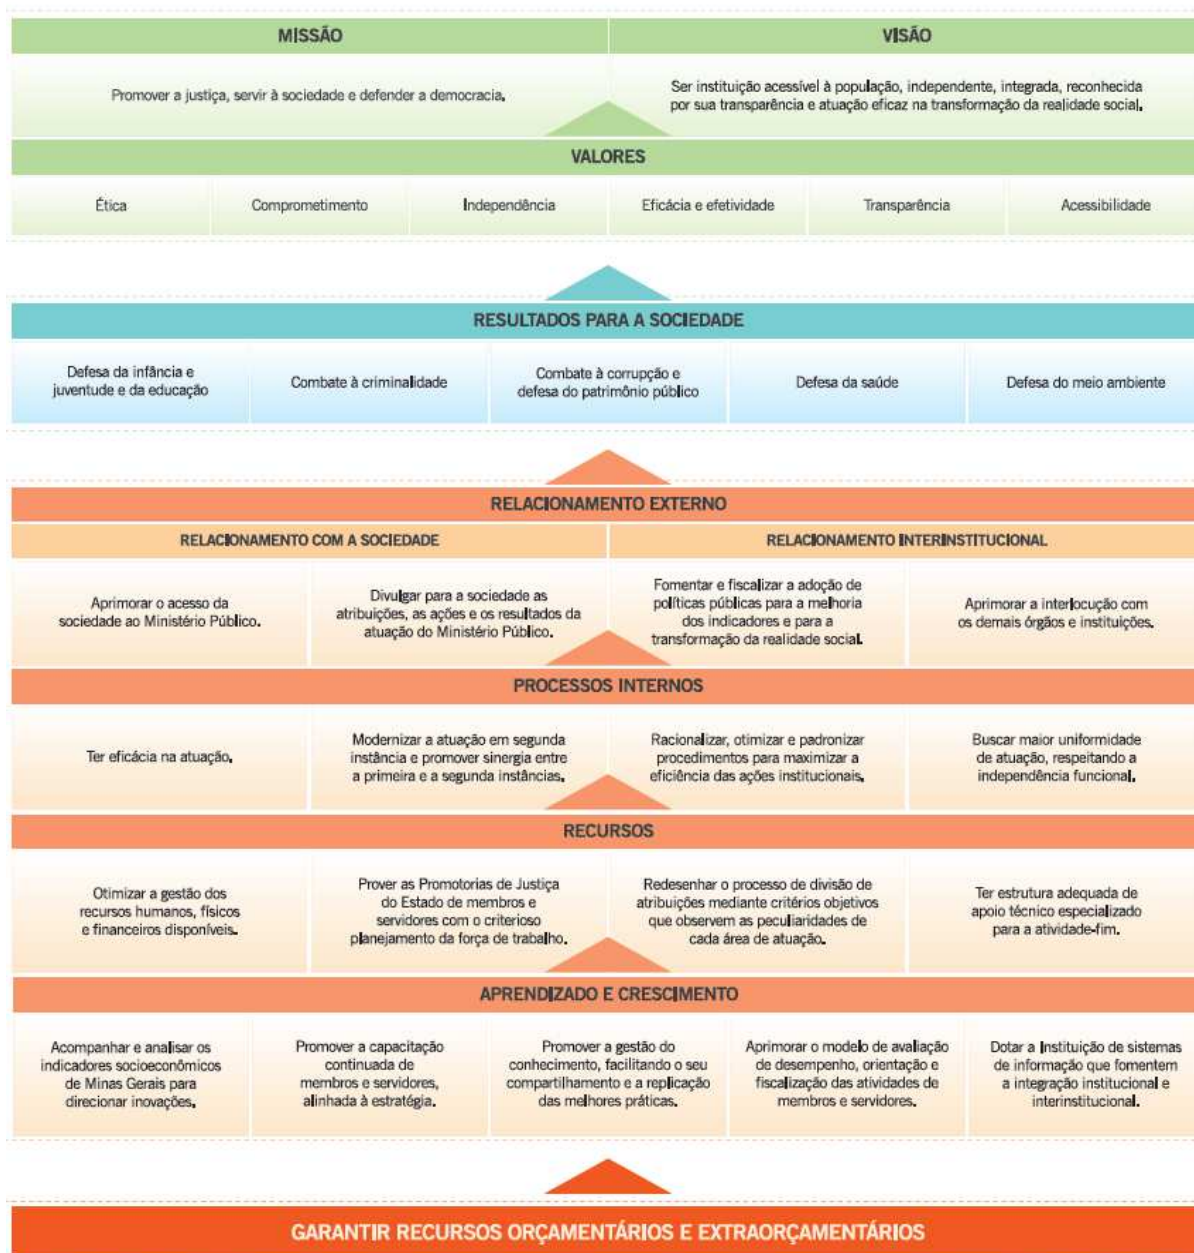 MISSÃO
VISÃO
Promover a justiça, servir à sociedade e defender a democracia.
Ser instituição acessível à população, independente, integrada, reconhecida
por sua transparência e atuação eficaz na transformação da realidade social.
VALORES
Ética
Comprometimento
Independência
Eficácia e efetividade
Transparência
Acessibilidade
RESULTADOS PARA A SOCIEDADE
Defesa da infância e
juventude e da educação
Combate à criminalidade
Combate à corrupção e
defesa do patrimônio público
Defesa da saúde
Defesa do meio ambiente
RELACIONAMENTO EXTERNO
RELACIONAMENTO COM A SOCIEDADE
RELACIONAMENTO INTERINSTITUCIONAL
Aprimorar o acesso da
sociedade ao Ministério Público.
Divulgar para a sociedade as
atribuições, as ações e os resultados da
atuação do Ministério Público.
Fomentar e fiscalizar a adoção de
políticas públicas para a melhoria
dos indicadores e para a
transformação da realidade social.
Aprimorar a interlocução com
os demais órgãos e instituições.
PROCESSOS INTERNOS
Ter eficácia na atuação.
Modernizar a atuação em segunda
instância e promover sinergia entre
a primeira e a segunda instâncias.
Racionalizar, otimizar e padronizar
procedimentos para maximizar a
eficiência das ações institucionais.
Buscar maior uniformidade
de atuação, respeitando a
independência funcional.
RECURSOS
Otimizar a gestão dos
recursos humanos, físicos
e financeiros disponíveis.
Prover as Promotorias de Justiça
do Estado de membros e
servidores com o criterioso
planejamento da força de trabalho.
Redesenhar o processo de divisão de
atribuições mediante critérios objetivos
que observem as peculiaridades de
cada área de atuação.
Ter estrutura adequada de
apoio técnico especializado
para a atividade-fim.
APRENDIZADO E CRESCIMENTO
Acompanhar e analisar os
indicadores socioeconômicos
de Minas Gerais para
direcionar inovações.
Promover a capacitação
continuada de
membros e servidores,
alinhada à estratégia.
Promover a gestão do
conhecimento, facilitando o seu
compartilhamento e a replicação
das melhores práticas.
Aprimorar o modelo de avaliação
de desempenho, orientação e
fiscalização das atividades de
membros e servidores.
Dotar a Instituição de sistemas
de informação que fomentem
a integração institucional e
interinstitucional.
GARANTIR RECURSOS ORÇAMENTÁRIOS E EXTRAORÇAMENTÁRIOS